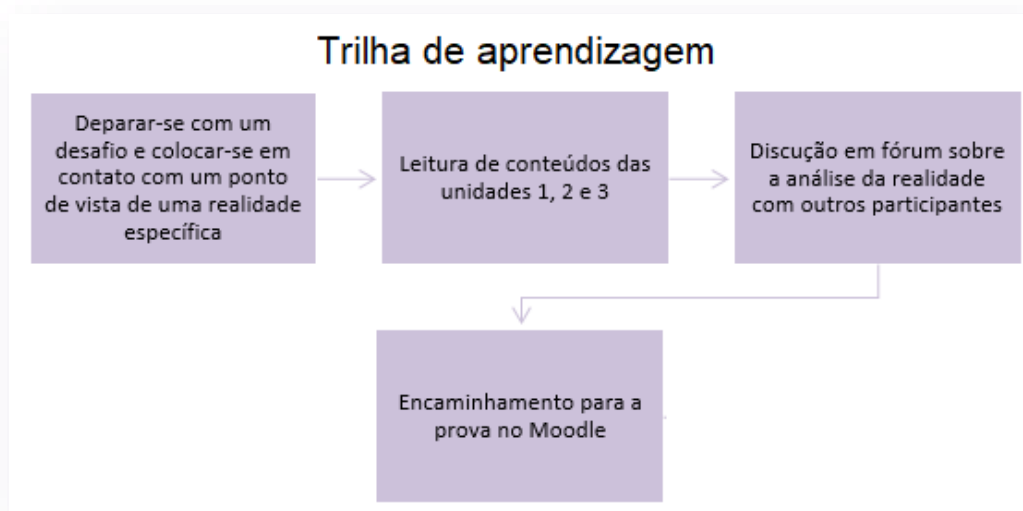 Trilha de aprendizagem
Deparar-se com um
desafio e colocar-se em
contato com um ponto
de vista de uma realidade
específica
Leitura de conteúdos das
unidades 1, 2 e 3
Discução em fórum sobre
a análise da realidade
com outros participantes
Encaminhamento para a
prova no Moodle